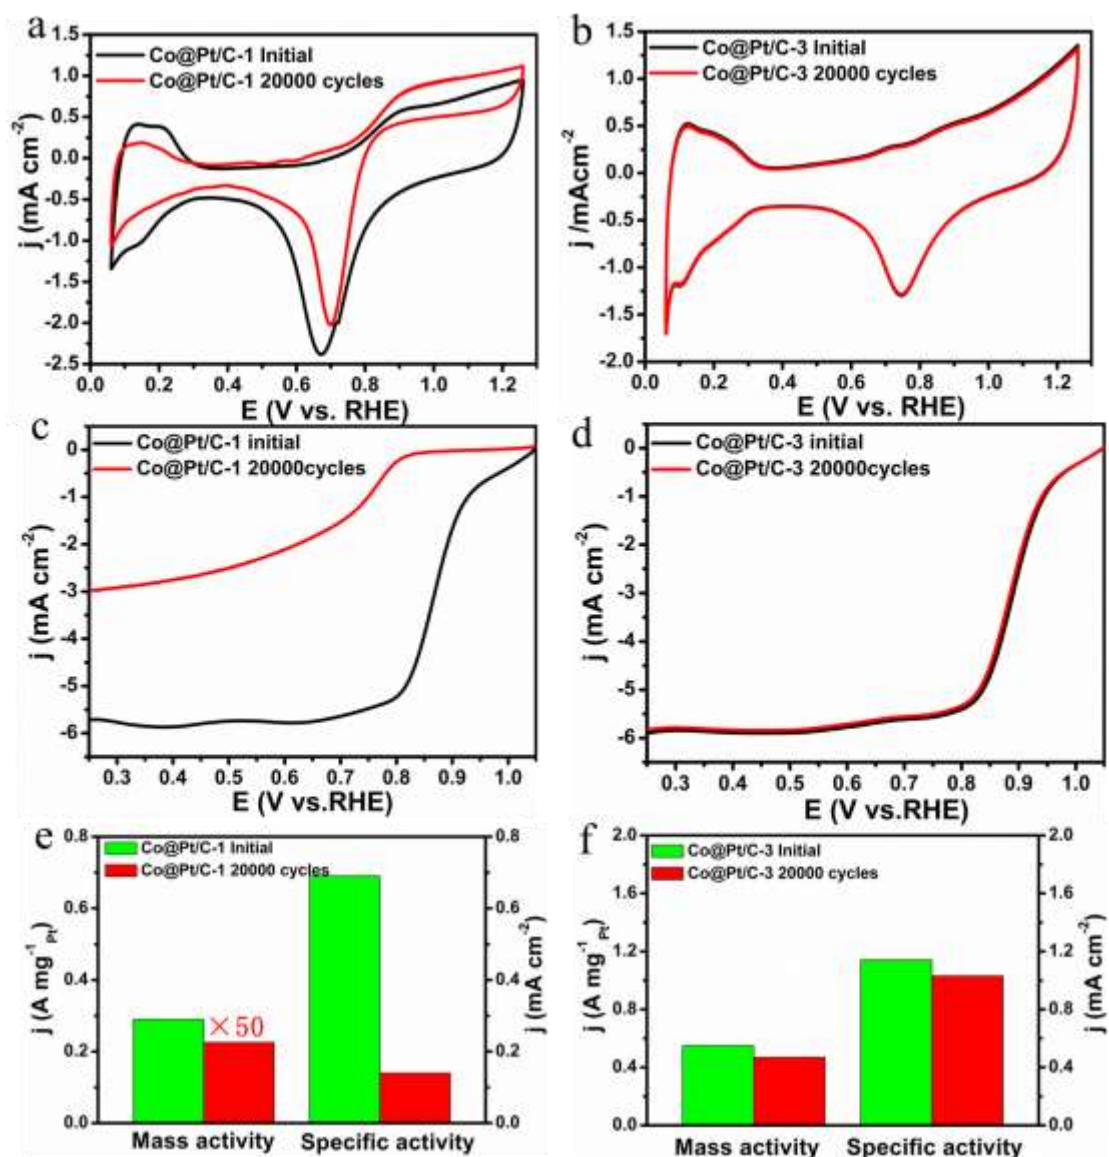 a
Co@Pt/C-1 Initial
Co@Pt/C-1 20000 cycles
j (mA cm⁻²)
1.5
1.0
0.5
0.0
-0.5
-1.0
-1.5
-2.0
-2.5
0.0 0.2 0.4 0.6 0.8 1.0 1.2
E (V vs. RHE)
b
Co@Pt/C-3 Initial
Co@Pt/C-3 20000 cycles
j /mAcm⁻²
1.5
1.0
0.5
0.0
-0.5
-1.0
-1.5
-2.0
0.0 0.2 0.4 0.6 0.8 1.0 1.2
E (V vs. RHE)
c
Co@Pt/C-1 initial
Co@Pt/C-1 20000cycles
j (mA cm⁻²)
0
-1
-2
-3
-4
-5
-6
0.3 0.4 0.5 0.6 0.7 0.8 0.9 1.0
E (V vs.RHE)
d
Co@Pt/C-3 initial
Co@Pt/C-3 20000cycles
j (mA cm⁻²)
0
-1
-2
-3
-4
-5
-6
0.3 0.4 0.5 0.6 0.7 0.8 0.9 1.0
E (V vs.RHE)
e
Co@Pt/C-1 Initial
Co@Pt/C-1 20000 cycles
j (A mg⁻¹ Pt)
0.8
0.6
0.4
0.2
0.0
×50
j (mA cm⁻²)
0.8
0.6
0.4
0.2
0.0
Mass activity Specific activity
f
Co@Pt/C-3 Initial
Co@Pt/C-3 20000 cycles
j (A mg⁻¹ Pt)
2.0
1.6
1.2
0.8
0.4
0.0
j (mA cm⁻²)
2.0
1.6
1.2
0.8
0.4
0.0
Mass activity Specific activity